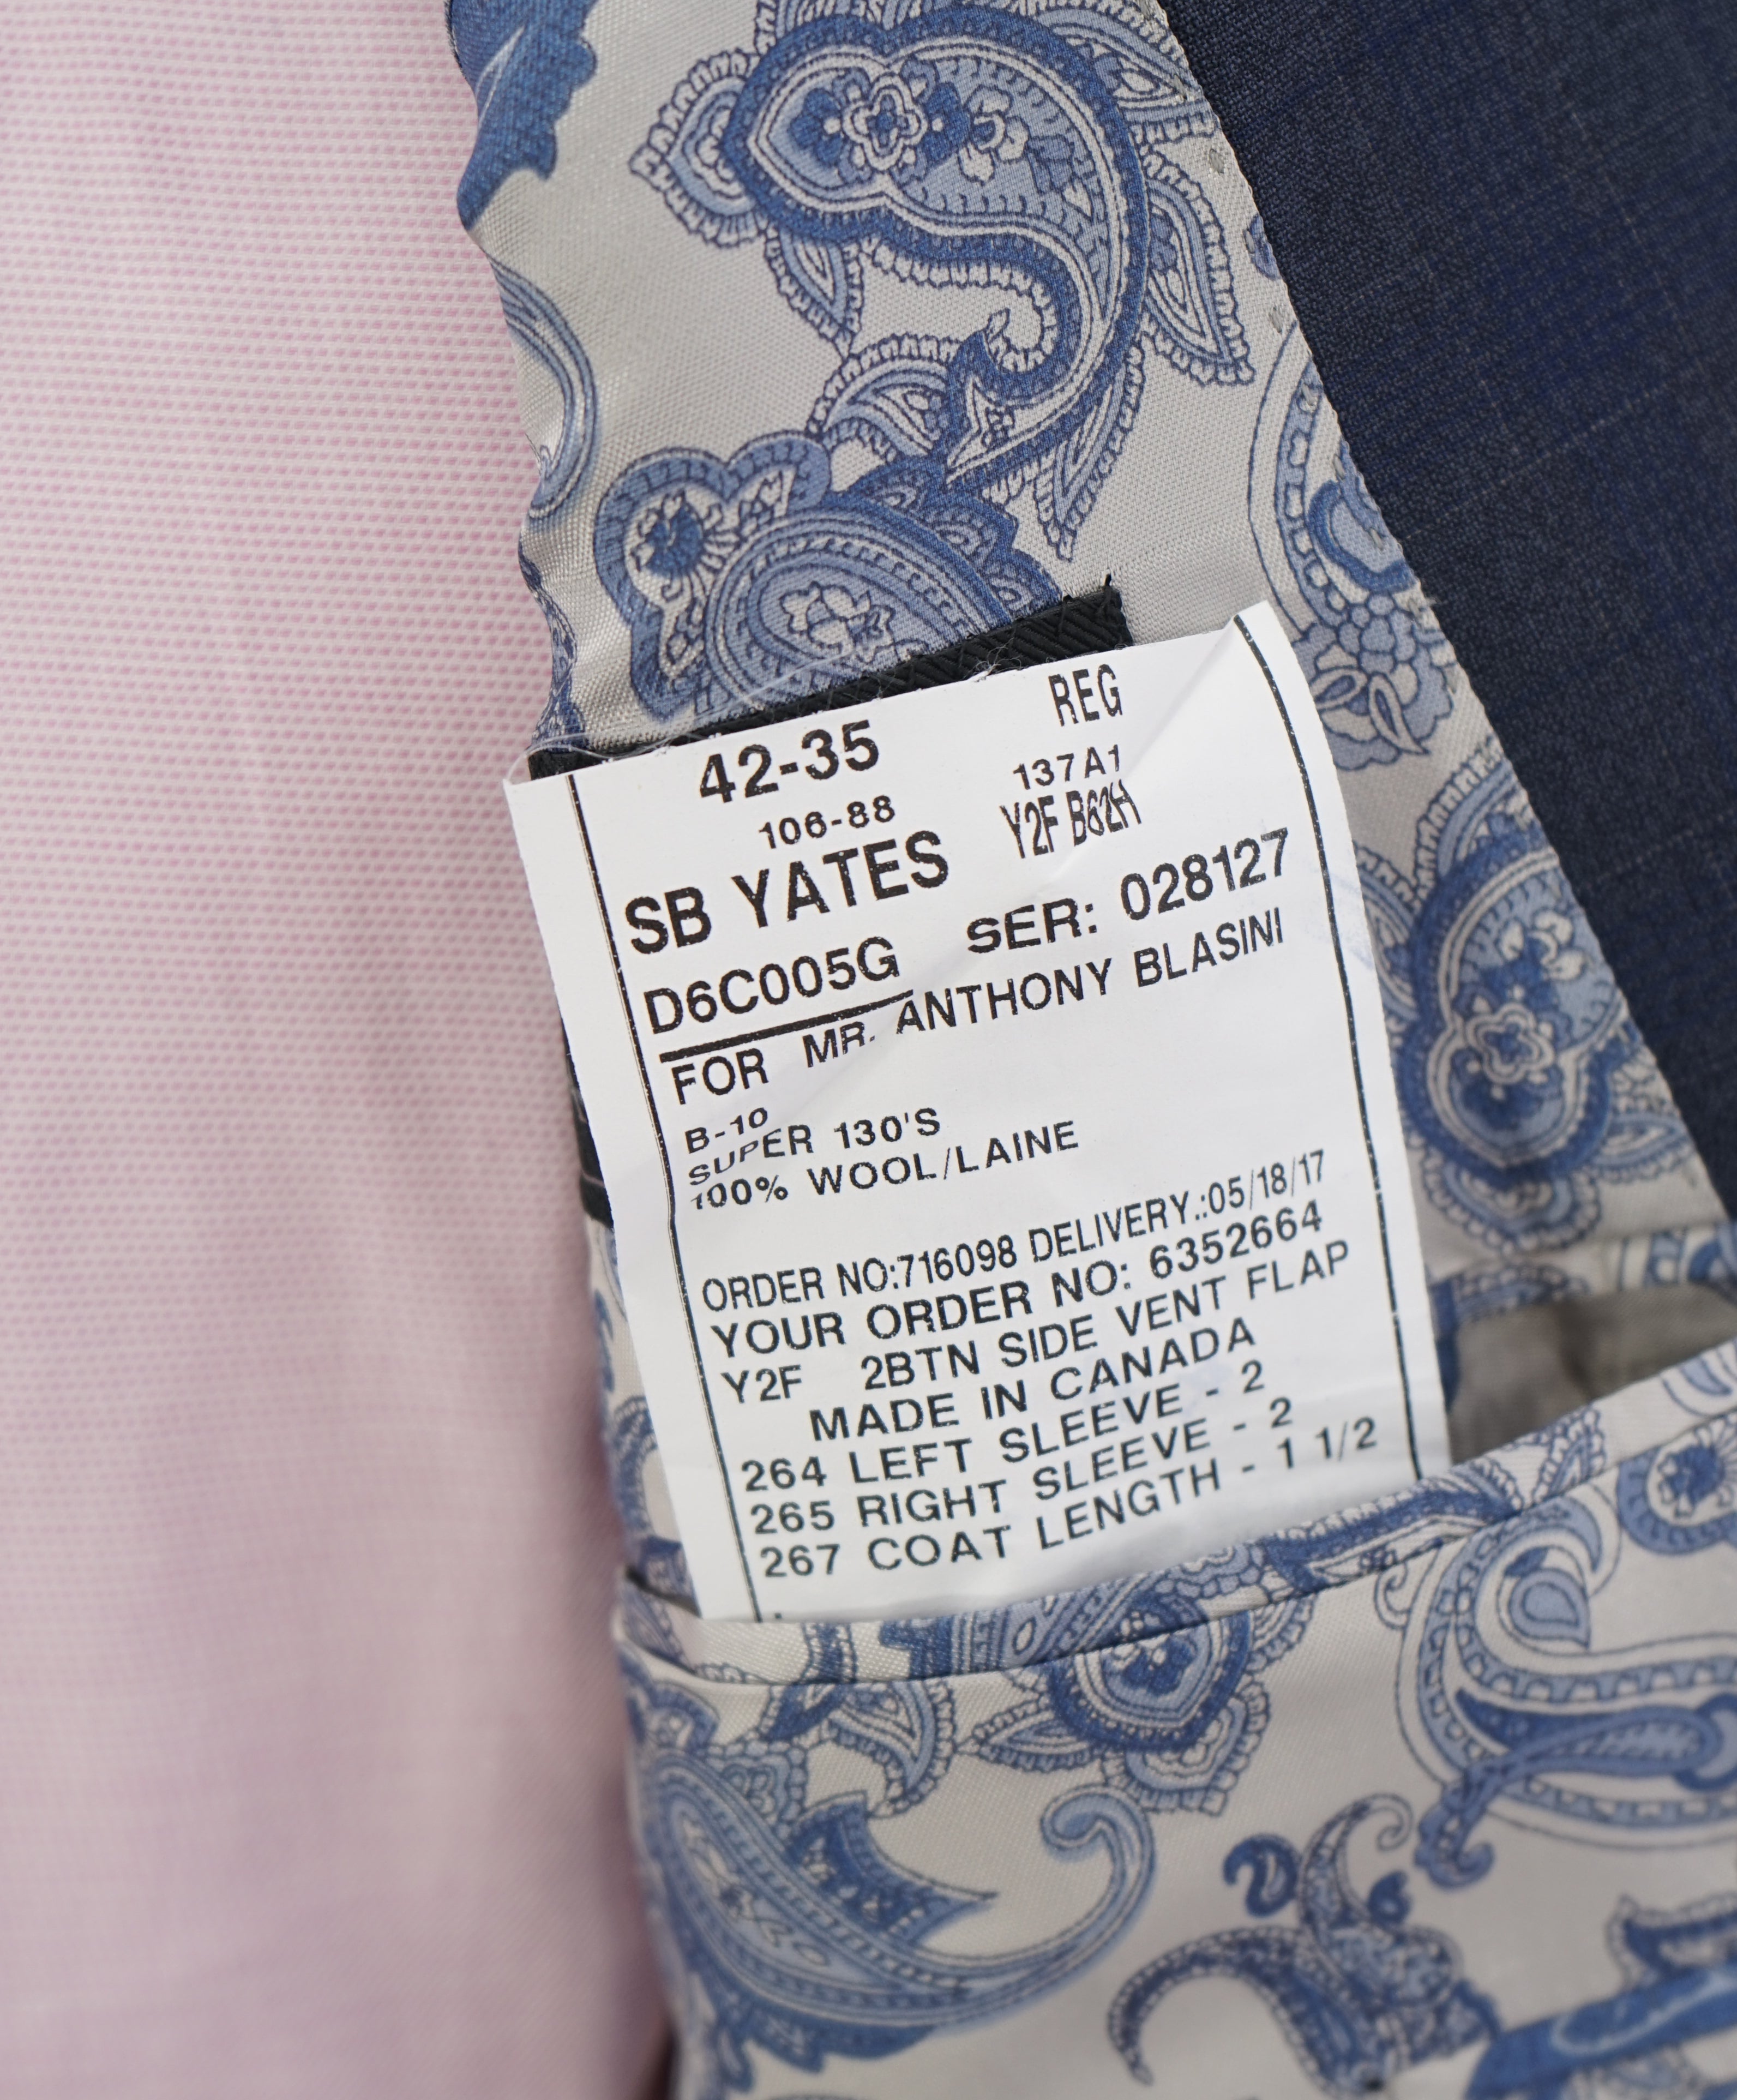 42-35 REG
106-88 137A1
SB YATES Y2F B62H
D6C005G SER: 028127
FOR MR. ANTHONY BLASINI
B-10
SUPER 130'S
100% WOOL/LAINE
ORDER NO:716098 DELIVERY.:05/18/17
YOUR ORDER NO: 6352664
Y2F 2BTN SIDE VENT FLAP
MADE IN CANADA
264 LEFT SLEEVE - 2
265 RIGHT SLEEVE - 2
267 COAT LENGTH - 1 1/2